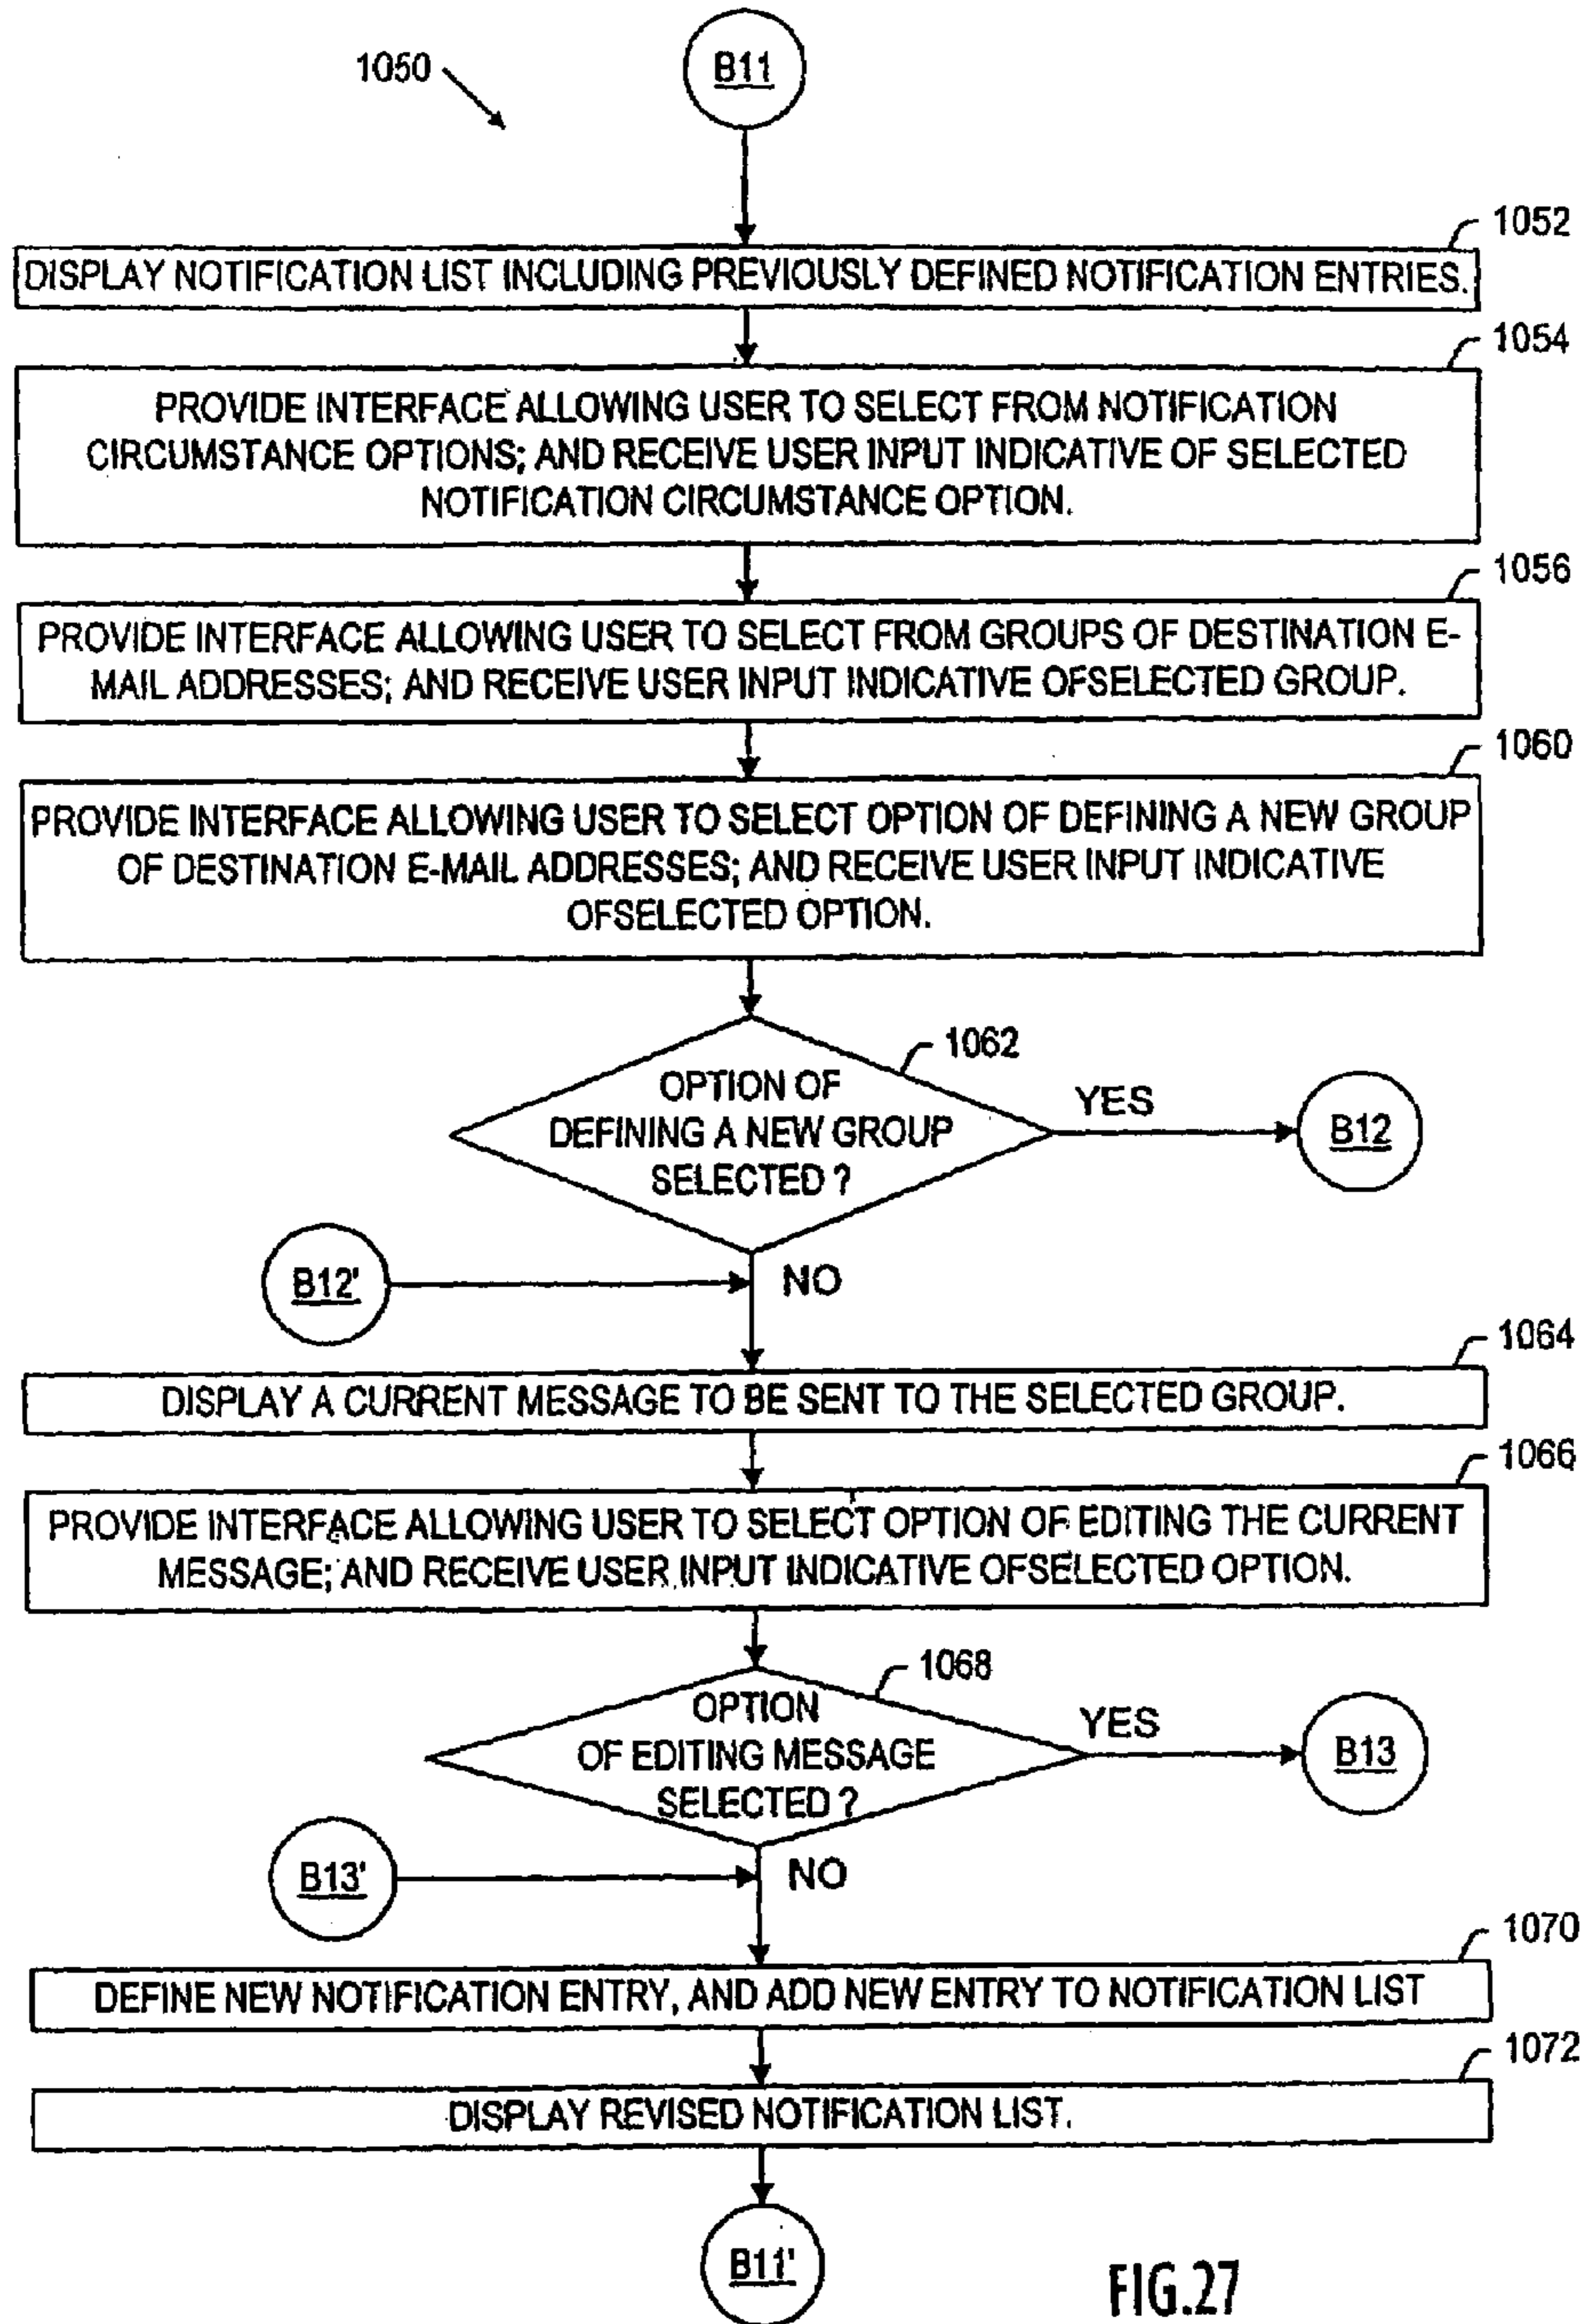 1050
B11
1052
DISPLAY NOTIFICATION LIST INCLUDING PREVIOUSLY DEFINED NOTIFICATION ENTRIES.
1054
PROVIDE INTERFACE ALLOWING USER TO SELECT FROM NOTIFICATION
CIRCUMSTANCE OPTIONS; AND RECEIVE USER INPUT INDICATIVE OF SELECTED
NOTIFICATION CIRCUMSTANCE OPTION.
1056
PROVIDE INTERFACE ALLOWING USER TO SELECT FROM GROUPS OF DESTINATION E-
MAIL ADDRESSES; AND RECEIVE USER INPUT INDICATIVE OFSELECTED GROUP.
1060
PROVIDE INTERFACE ALLOWING USER TO SELECT OPTION OF DEFINING A NEW GROUP
OF DESTINATION E-MAIL ADDRESSES; AND RECEIVE USER INPUT INDICATIVE
OFSELECTED OPTION.
1062
OPTION OF
DEFINING A NEW GROUP
SELECTED ?
YES
B12
B12'
NO
1064
DISPLAY A CURRENT MESSAGE TO BE SENT TO THE SELECTED GROUP.
1066
PROVIDE INTERFACE ALLOWING USER TO SELECT OPTION OF EDITING THE CURRENT
MESSAGE; AND RECEIVE USER INPUT INDICATIVE OFSELECTED OPTION.
1068
OPTION
OF EDITING MESSAGE
SELECTED ?
YES
B13
B13'
NO
1070
DEFINE NEW NOTIFICATION ENTRY, AND ADD NEW ENTRY TO NOTIFICATION LIST
1072
DISPLAY REVISED NOTIFICATION LIST.
B11'
FIG.27